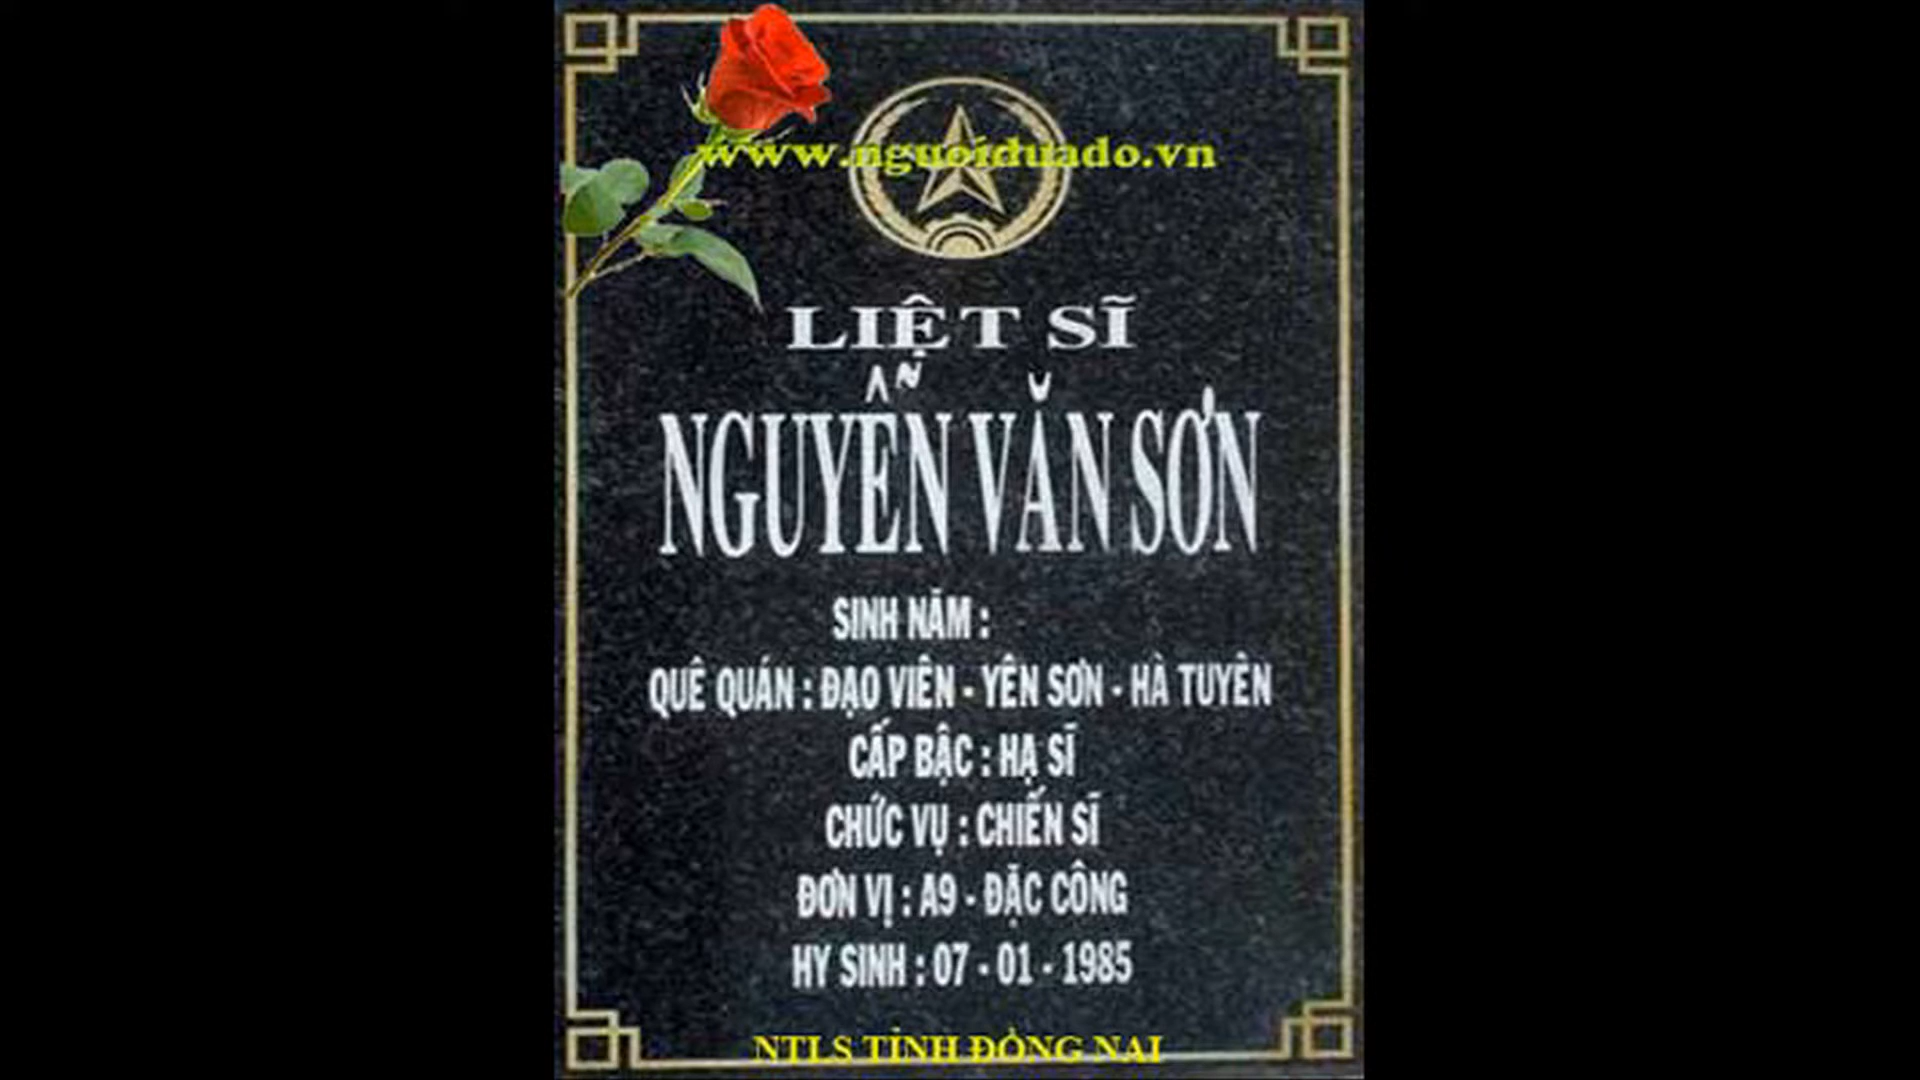 www.nguoiduado.vn
LIỆT SĨ
NGUYỄN VĂN SƠN
SINH NĂM :
QUÊ QUÁN : ĐẠO VIÊN - YÊN SƠN - HÀ TUYÊN
CẤP BẬC : HẠ SĨ
CHỨC VỤ : CHIẾN SĨ
ĐƠN VỊ : A9 - ĐẶC CÔNG
HY SINH : 07 - 01 - 1985
NTLS TỈNH ĐỒNG NAI